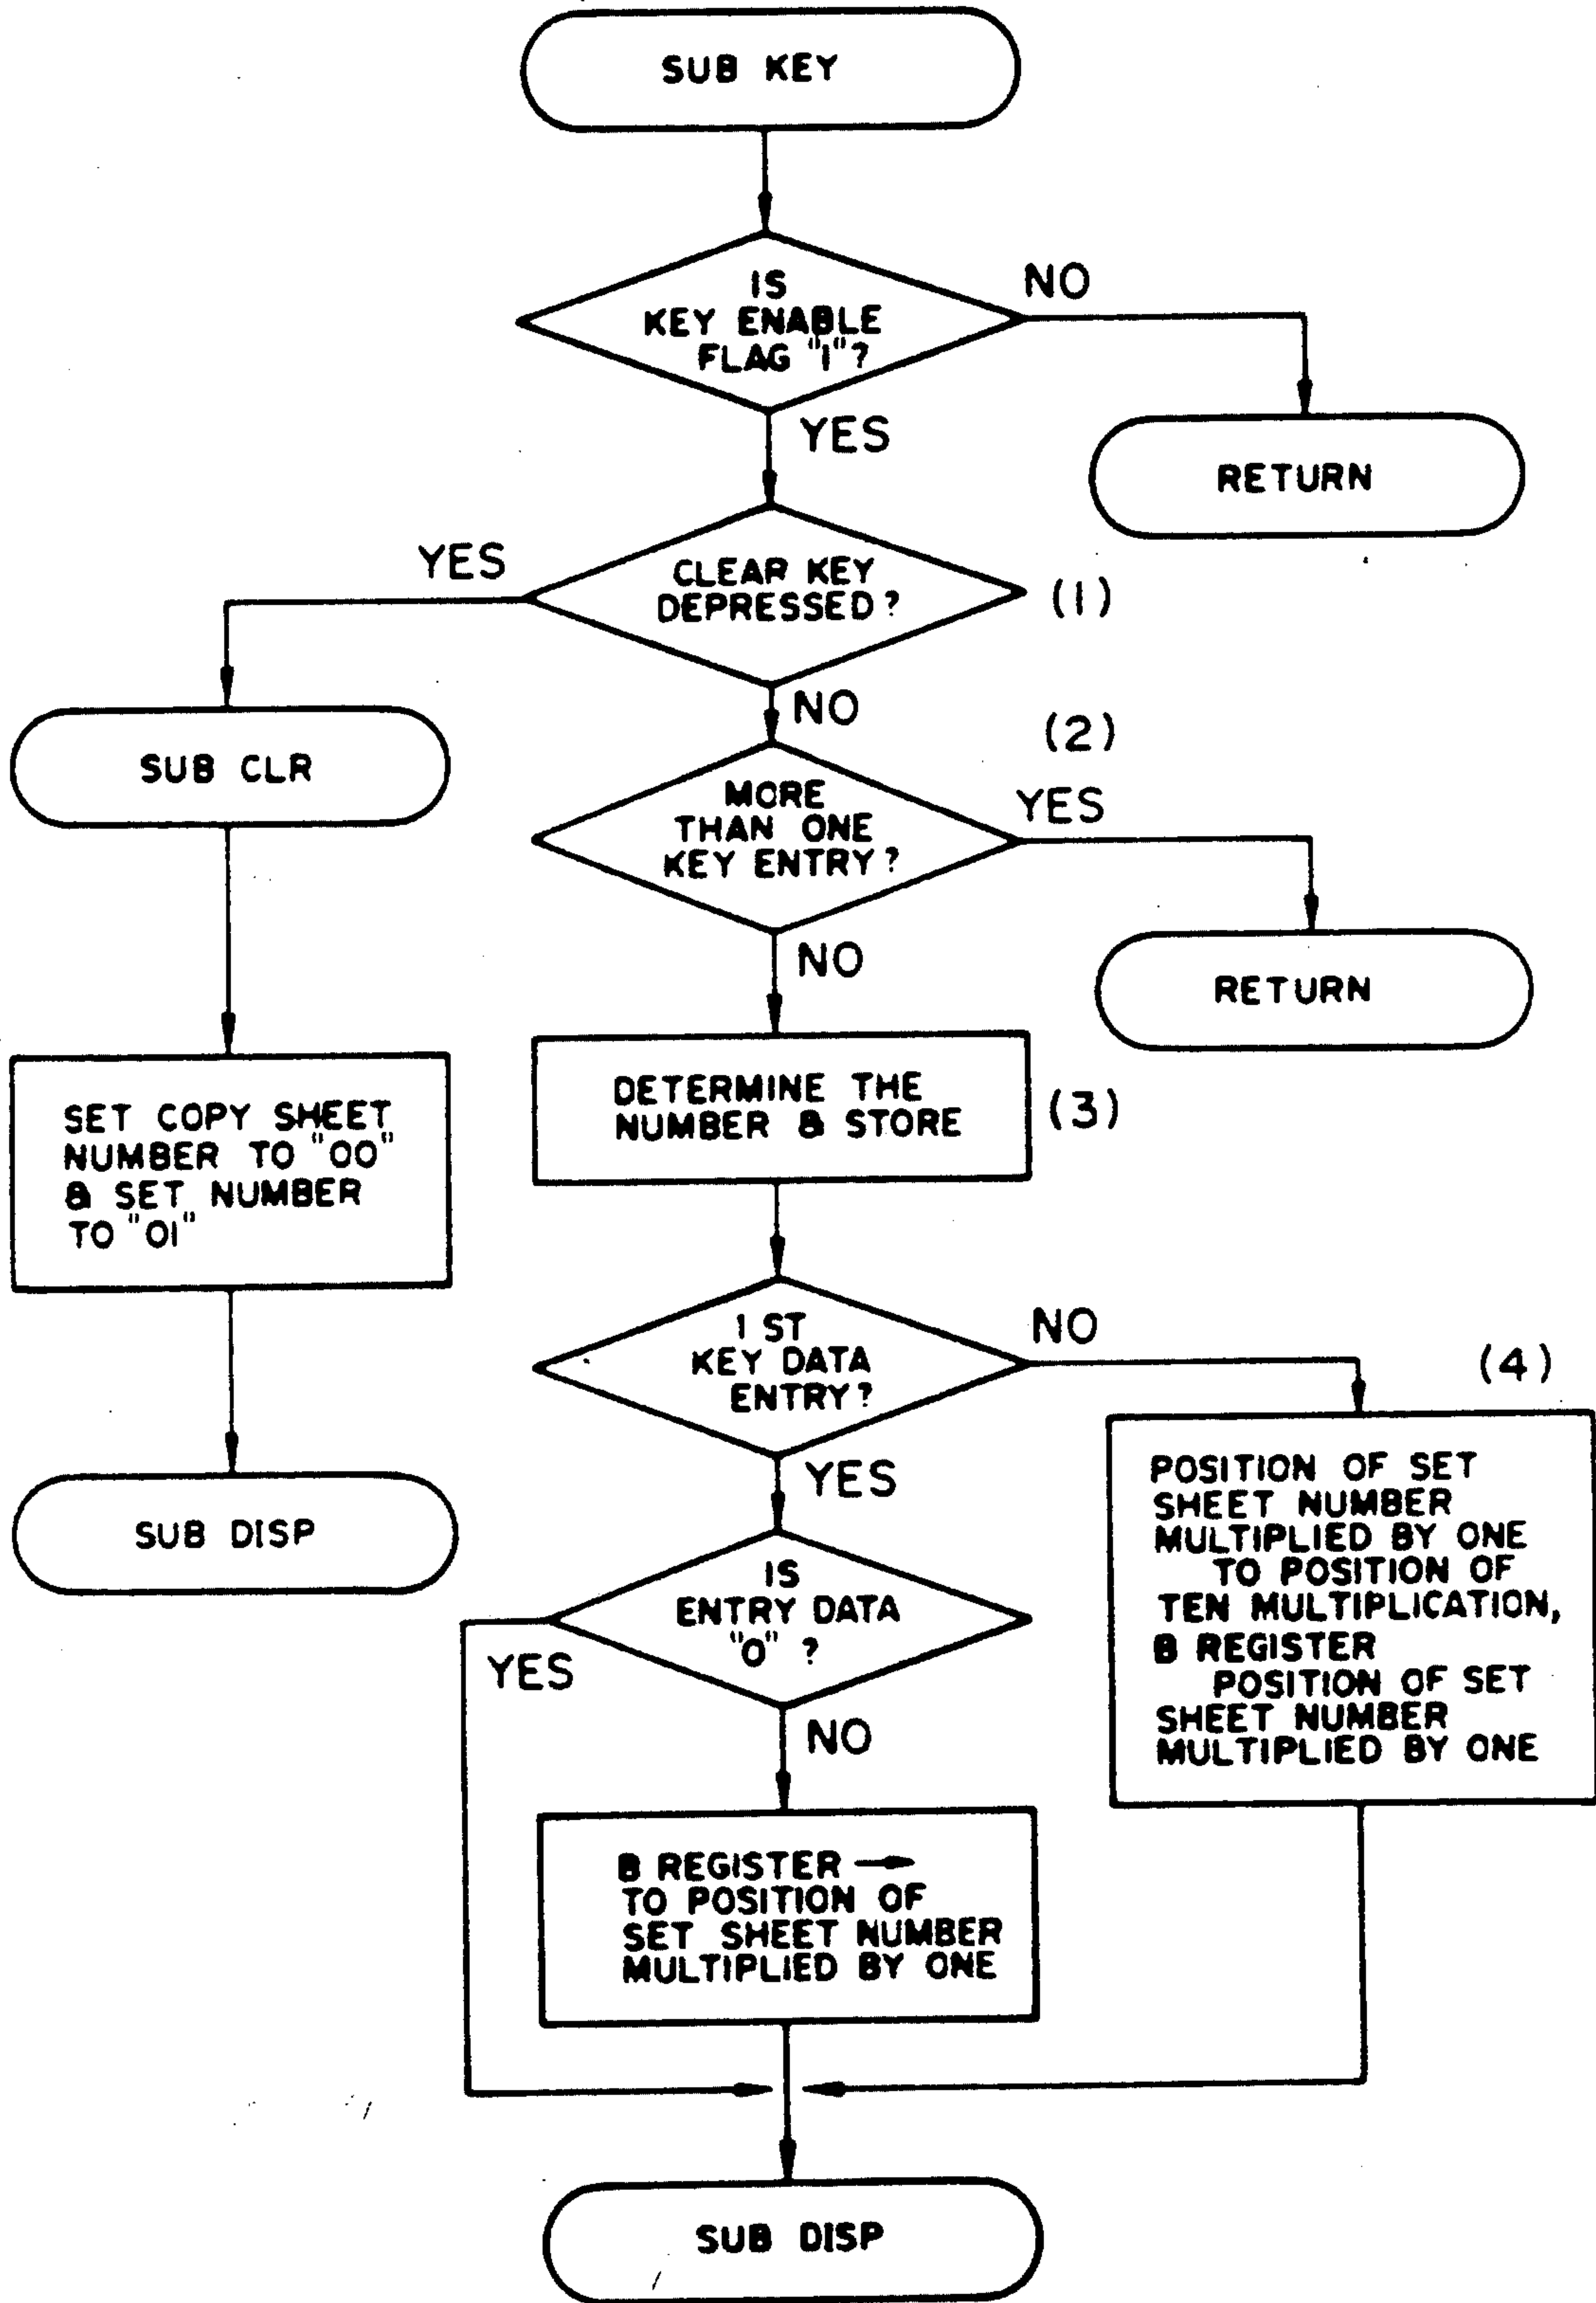 SUB KEY
IS
KEY ENABLE
FLAG "1"?
NO
YES
RETURN
CLEAR KEY
DEPRESSED?
YES
(1)
NO
SUB CLR
(2)
MORE
THAN ONE
KEY ENTRY?
YES
NO
RETURN
SET COPY SHEET
NUMBER TO "00"
& SET NUMBER
TO "01"
DETERMINE THE
NUMBER & STORE
(3)
1 ST
KEY DATA
ENTRY?
NO
(4)
YES
SUB DISP
POSITION OF SET
SHEET NUMBER
MULTIPLIED BY ONE
TO POSITION OF
TEN MULTIPLICATION,
B REGISTER
POSITION OF SET
SHEET NUMBER
MULTIPLIED BY ONE
IS
ENTRY DATA
"0" ?
YES
NO
B REGISTER →
TO POSITION OF
SET SHEET NUMBER
MULTIPLIED BY ONE
SUB DISP